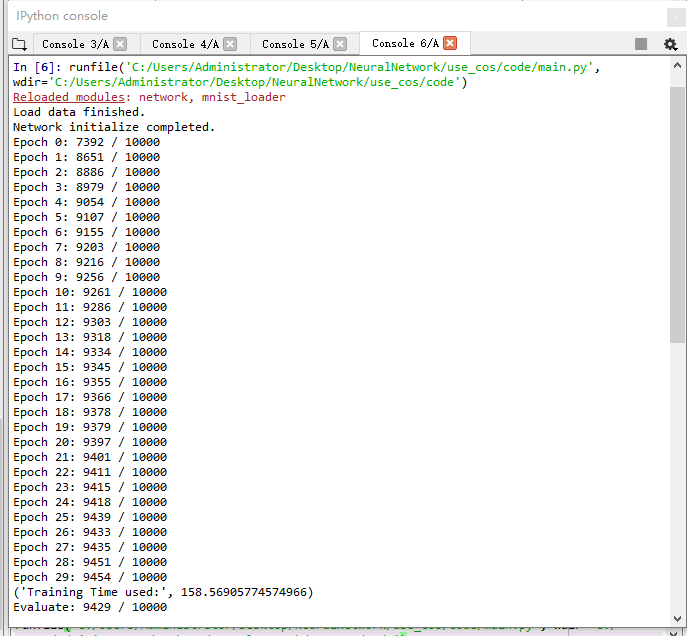 IPython console
Console 3/A
Console 4/A
Console 5/A
Console 6/A
In [6]: runfile('C:/Users/Administrator/Desktop/NeuralNetwork/use_cos/code/main.py',
wdir='C:/Users/Administrator/Desktop/NeuralNetwork/use_cos/code')
Reloaded modules: network, mnist_loader
Load data finished.
Network initialize completed.
Epoch 0: 7392 / 10000
Epoch 1: 8651 / 10000
Epoch 2: 8886 / 10000
Epoch 3: 8979 / 10000
Epoch 4: 9054 / 10000
Epoch 5: 9107 / 10000
Epoch 6: 9155 / 10000
Epoch 7: 9203 / 10000
Epoch 8: 9216 / 10000
Epoch 9: 9256 / 10000
Epoch 10: 9261 / 10000
Epoch 11: 9286 / 10000
Epoch 12: 9303 / 10000
Epoch 13: 9318 / 10000
Epoch 14: 9334 / 10000
Epoch 15: 9345 / 10000
Epoch 16: 9355 / 10000
Epoch 17: 9366 / 10000
Epoch 18: 9378 / 10000
Epoch 19: 9379 / 10000
Epoch 20: 9397 / 10000
Epoch 21: 9401 / 10000
Epoch 22: 9411 / 10000
Epoch 23: 9415 / 10000
Epoch 24: 9418 / 10000
Epoch 25: 9439 / 10000
Epoch 26: 9433 / 10000
Epoch 27: 9435 / 10000
Epoch 28: 9451 / 10000
Epoch 29: 9454 / 10000
('Training Time used:', 158.56905774574966)
Evaluate: 9429 / 10000